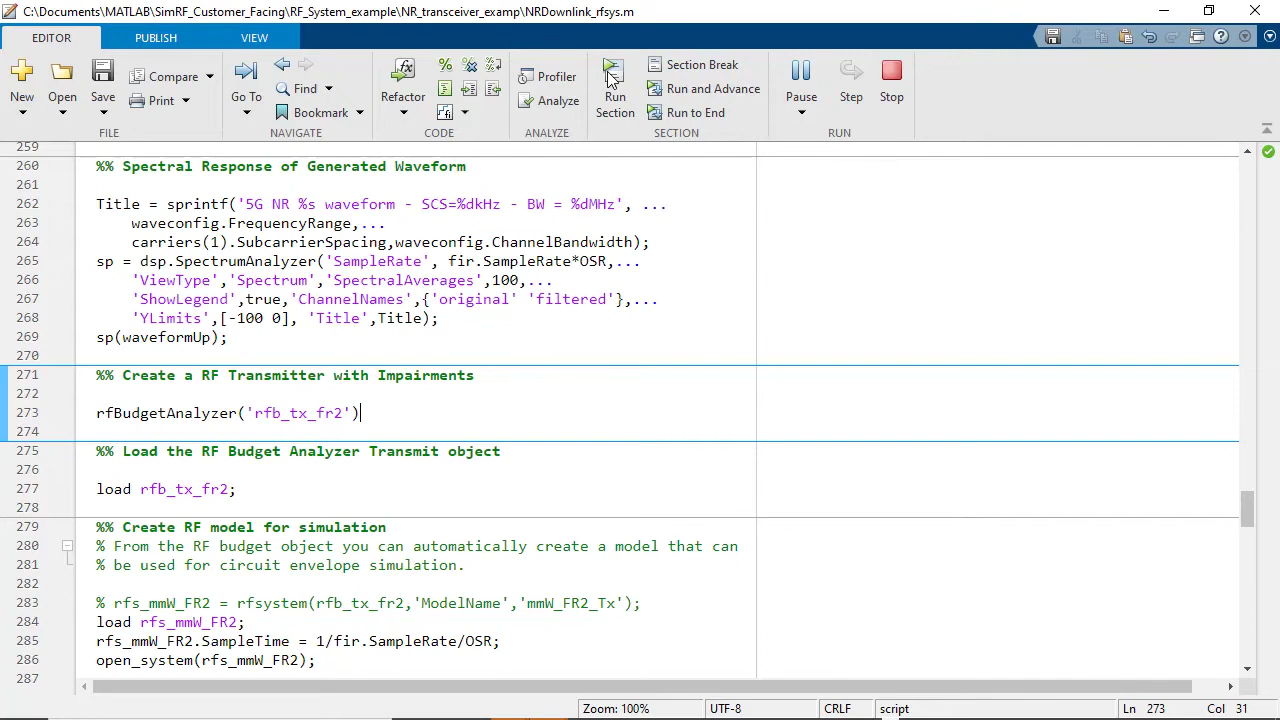 C:\Documents\MATLAB\SimRF_Customer_Facing\RF_System_example\NR_transceiver_examp\NRDownlink_rfsys.m
EDITOR PUBLISH VIEW
New Open Save Compare Print
Go To Find Bookmark
Refactor
Profiler Analyze
Run Section Section Break Run and Advance Run to End
Pause Step Stop
FILE NAVIGATE CODE ANALYZE SECTION RUN
259
260 %% Spectral Response of Generated Waveform
261
262 Title = sprintf('5G NR %s waveform - SCS=%dkHz - BW = %dMHz', ...
263 waveconfig.FrequencyRange,...
264 carriers(1).SubcarrierSpacing,waveconfig.ChannelBandwidth);
265 sp = dsp.SpectrumAnalyzer('SampleRate', fir.SampleRate*OSR,...
266 'ViewType','Spectrum','SpectralAverages',100,...
267 'ShowLegend',true,'ChannelNames',{'original' 'filtered'},...
268 'YLimits',[-100 0], 'Title',Title);
269 sp(waveformUp);
270
271 %% Create a RF Transmitter with Impairments
272
273 rfBudgetAnalyzer('rfb_tx_fr2')
274
275 %% Load the RF Budget Analyzer Transmit object
276
277 load rfb_tx_fr2;
278
279 %% Create RF model for simulation
280 % From the RF budget object you can automatically create a model that can
281 % be used for circuit envelope simulation.
282
283 % rfs_mmW_FR2 = rfsystem(rfb_tx_fr2,'ModelName','mmW_FR2_Tx');
284 load rfs_mmW_FR2;
285 rfs_mmW_FR2.SampleTime = 1/fir.SampleRate/OSR;
286 open_system(rfs_mmW_FR2);
287
Zoom: 100% UTF-8 CRLF script Ln 273 Col 31